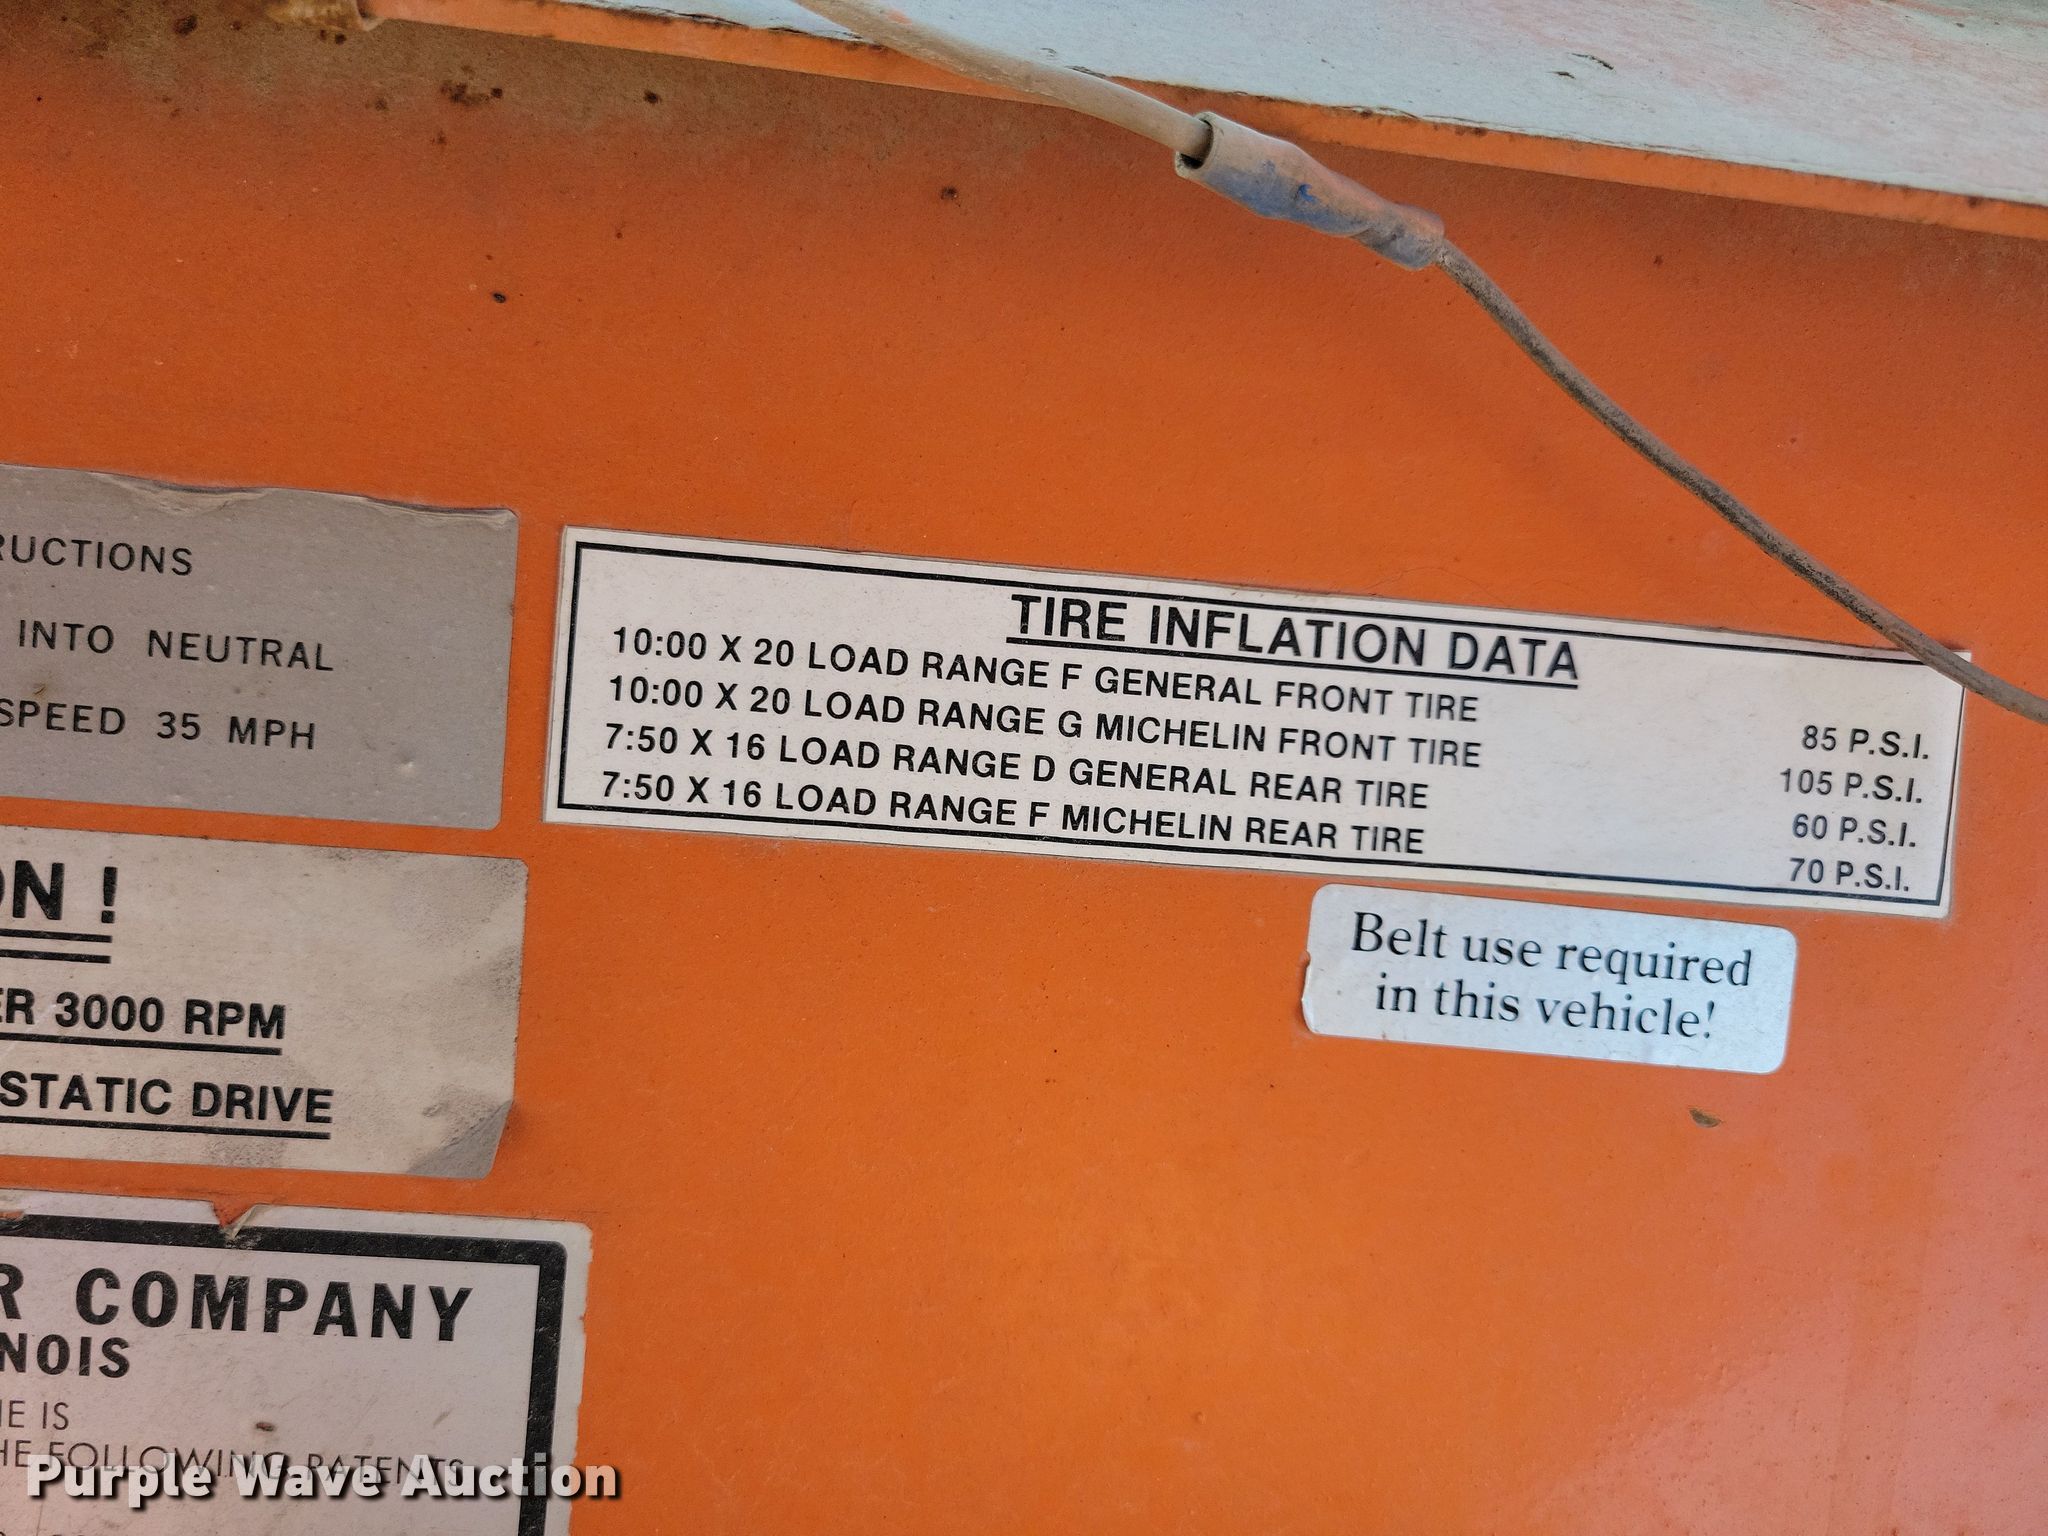 RUCTIONS
INTO NEUTRAL
SPEED 35 MPH
ON !
ER 3000 RPM
STATIC DRIVE
R COMPANY
NOIS
IE IS
HE FOLLOWING PATENTS
TIRE INFLATION DATA
10:00 X 20 LOAD RANGE F GENERAL FRONT TIRE 85 P.S.I.
10:00 X 20 LOAD RANGE G MICHELIN FRONT TIRE 105 P.S.I.
7:50 X 16 LOAD RANGE D GENERAL REAR TIRE 60 P.S.I.
7:50 X 16 LOAD RANGE F MICHELIN REAR TIRE 70 P.S.I.
Belt use required
in this vehicle!
Purple Wave Auction